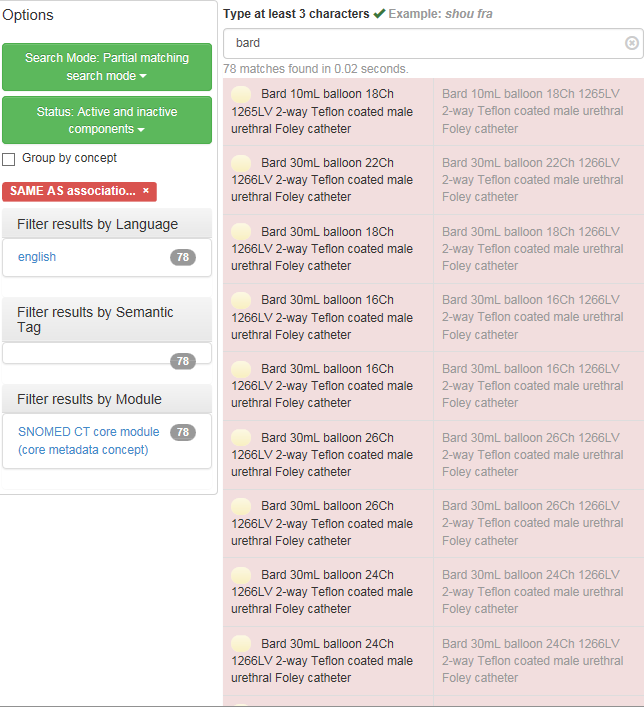 Options
Search Mode: Partial matching
search mode
Status: Active and inactive
components
Group by concept
SAME AS associatio... ×
Filter results by Language
english 78
Filter results by Semantic
Tag
78
Filter results by Module
SNOMED CT core module 78
(core metadata concept)
Type at least 3 characters ✔ Example: shou fra
bard
78 matches found in 0.02 seconds.
Bard 10mL balloon 18Ch
1265LV 2-way Teflon coated male
urethral Foley catheter
Bard 10mL balloon 18Ch 1265LV
2-way Teflon coated male urethral
Foley catheter
Bard 30mL balloon 22Ch
1266LV 2-way Teflon coated male
urethral Foley catheter
Bard 30mL balloon 22Ch 1266LV
2-way Teflon coated male urethral
Foley catheter
Bard 30mL balloon 18Ch
1266LV 2-way Teflon coated male
urethral Foley catheter
Bard 30mL balloon 18Ch 1266LV
2-way Teflon coated male urethral
Foley catheter
Bard 30mL balloon 16Ch
1266LV 2-way Teflon coated male
urethral Foley catheter
Bard 30mL balloon 16Ch 1266LV
2-way Teflon coated male urethral
Foley catheter
Bard 30mL balloon 16Ch
1266LV 2-way Teflon coated male
urethral Foley catheter
Bard 30mL balloon 16Ch 1266LV
2-way Teflon coated male urethral
Foley catheter
Bard 30mL balloon 26Ch
1266LV 2-way Teflon coated male
urethral Foley catheter
Bard 30mL balloon 26Ch 1266LV
2-way Teflon coated male urethral
Foley catheter
Bard 30mL balloon 26Ch
1266LV 2-way Teflon coated male
urethral Foley catheter
Bard 30mL balloon 26Ch 1266LV
2-way Teflon coated male urethral
Foley catheter
Bard 30mL balloon 24Ch
1266LV 2-way Teflon coated male
urethral Foley catheter
Bard 30mL balloon 24Ch 1266LV
2-way Teflon coated male urethral
Foley catheter
Bard 30mL balloon 24Ch
1266LV 2-way Teflon coated male
urethral Foley catheter
Bard 30mL balloon 24Ch 1266LV
2-way Teflon coated male urethral
Foley catheter